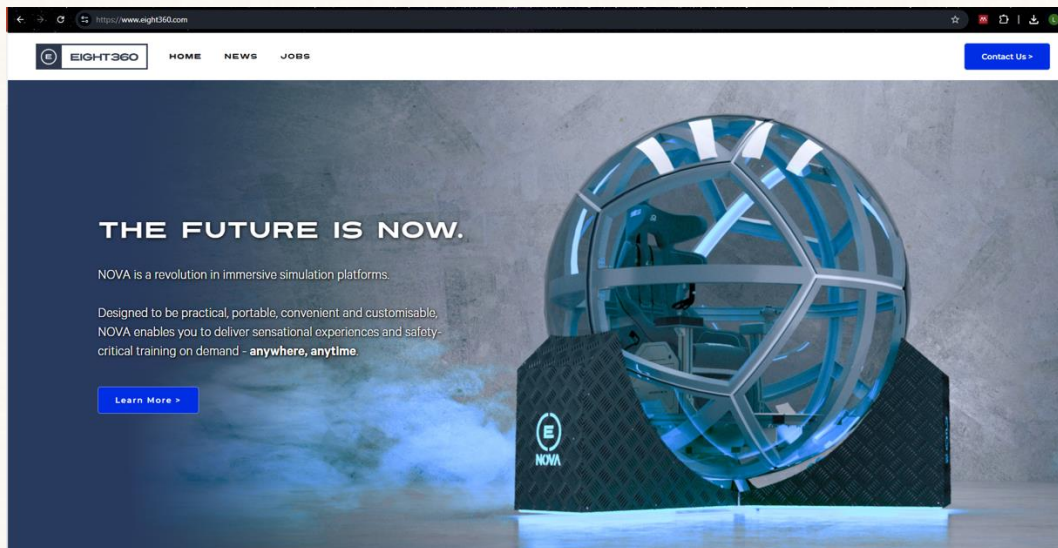 https://www.eight360.com
E EIGHT360 HOME NEWS JOBS Contact Us >
THE FUTURE IS NOW.
NOVA is a revolution in immersive simulation platforms.
Designed to be practical, portable, convenient and customisable,
NOVA enables you to deliver sensational experiences and safety-
critical training on demand - anywhere, anytime.
Learn More >
E
NOVA